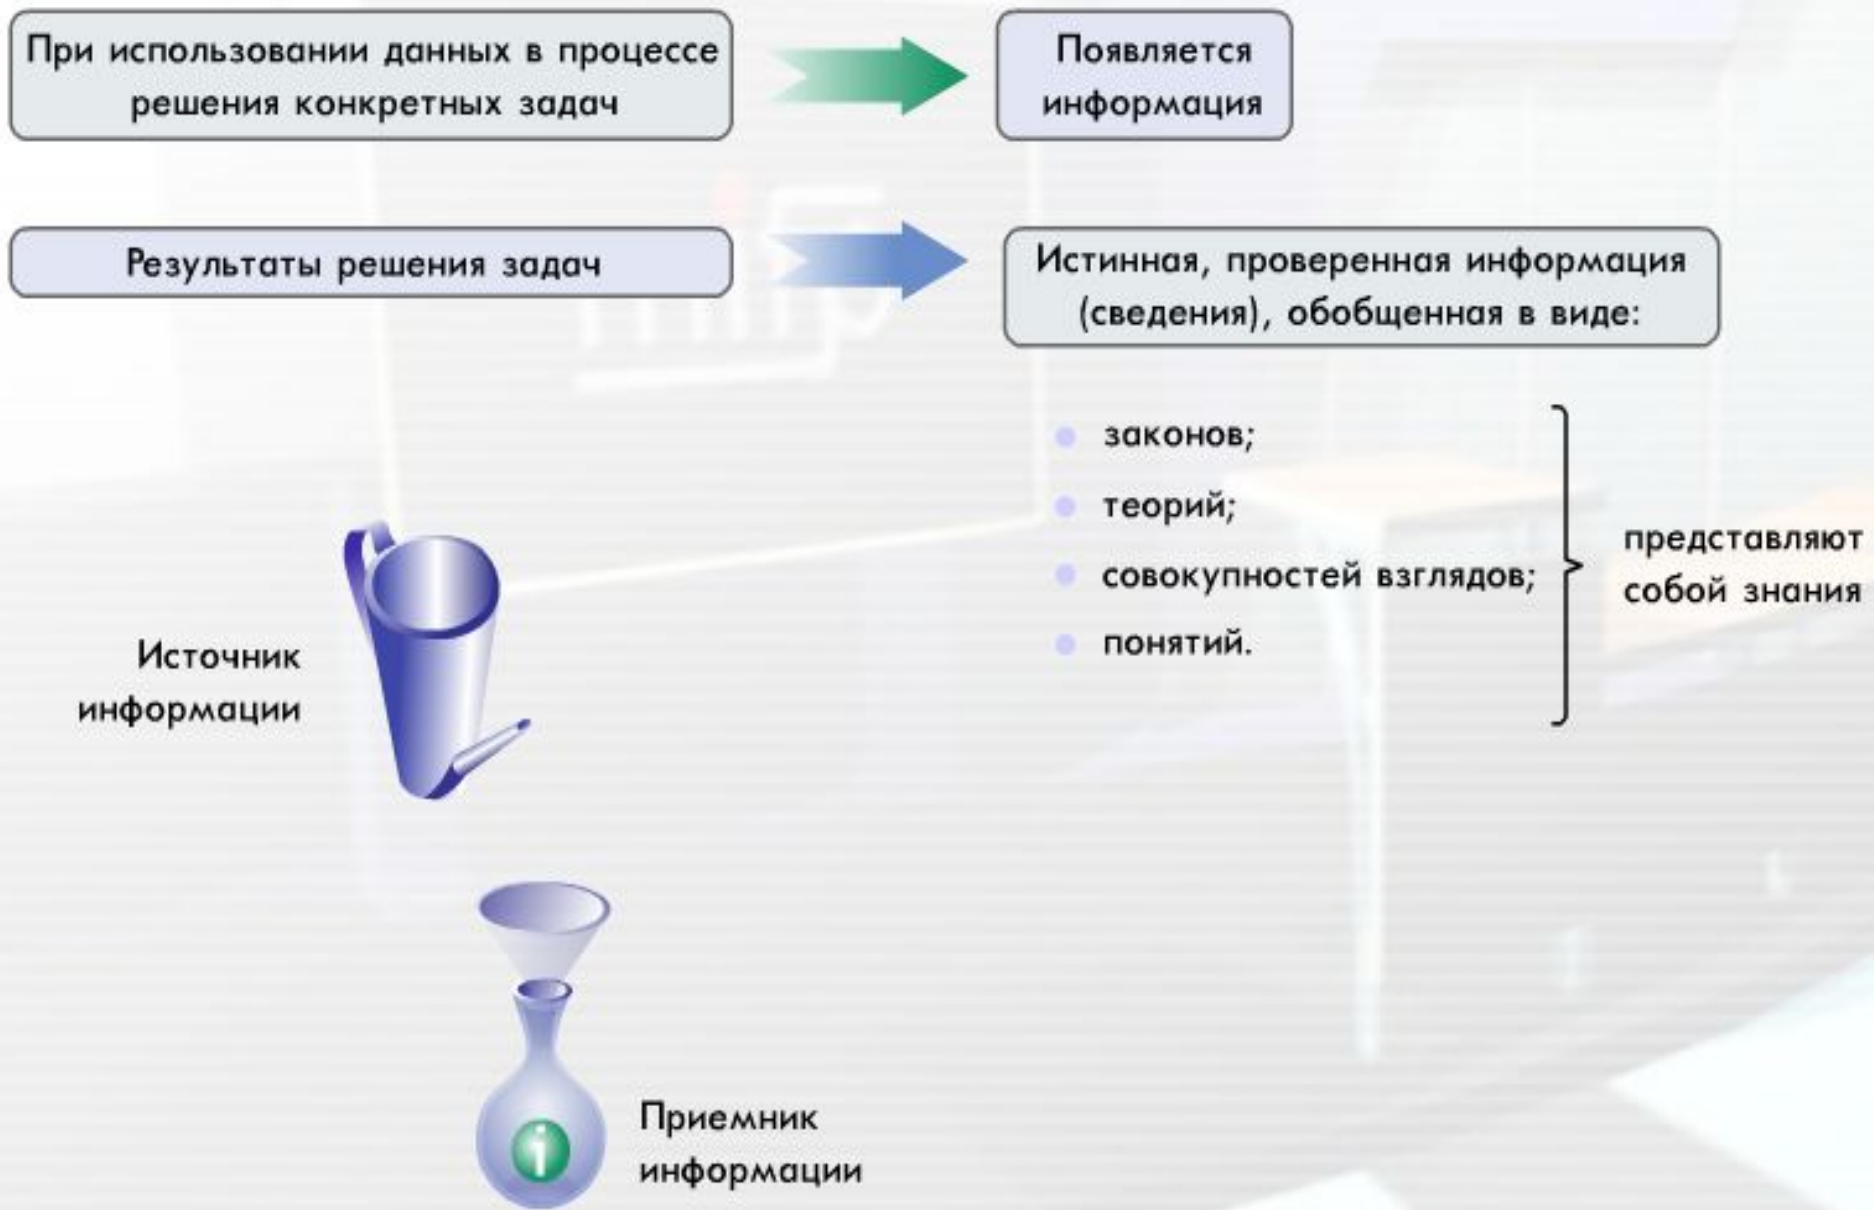 При использовании данных в процессе
решения конкретных задач
Появляется
информация
Результаты решения задач
Истинная, проверенная информация
(сведения), обобщенная в виде:
законов;
теорий;
совокупностей взглядов;
понятий.
представляют
собой знания
Источник
информации
i
Приемник
информации